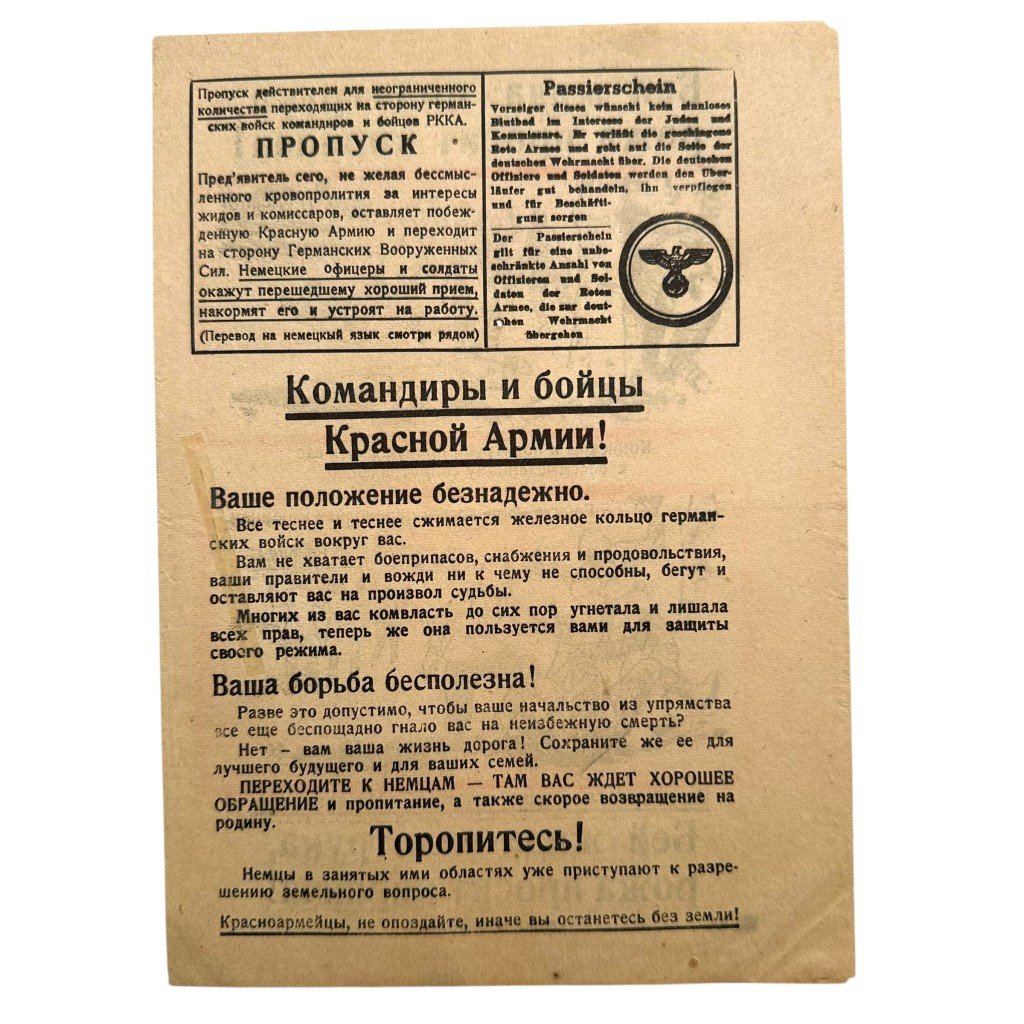 Пропуск действителен для неограниченного
количества переходящих на сторону герман-
ских войск командиров и бойцов РККА.
ПРОПУСК
Пред'явитель сего, не желая бессмыс-
ленного кровопролития за интересы
жидов и комиссаров, оставляет побеж-
денную Красную Армию и переходит
на сторону Германских Вооруженных
Сил. Немецкие офицеры и солдаты
окажут перешедшему хороший прием,
накормят его и устроят на работу.
(Перевод на немецкий язык смотри рядом)
Passierschein
Vorzeiger dieses wünscht kein sinnloses
Blutbad im Interesse der Juden und
Kommissare. Er verläßt die geschlagene
Rote Armee und geht auf die Seite der
deutschen Wehrmacht über. Die deutschen
Offiziere und Soldaten werden den Über-
läufer gut behandeln, ihn verpflegen
und für Beschäfti-
gung sorgen
Der Passierschein
gilt für eine unbe-
schränkte Anzahl von
Offizieren und Sol-
daten der Roten
Armee, die zur deut-
schen Wehrmacht
übergehen
Командиры и бойцы
Красной Армии!
Ваше положение безнадежно.
Все теснее и теснее сжимается железное кольцо герман-
ских войск вокруг вас.
Вам не хватает боеприпасов, снабжения и продовольствия,
ваши правители и вожди ни к чему не способны, бегут и
оставляют вас на произвол судьбы.
Многих из вас комвласть до сих пор угнетала и лишала
всех прав, теперь же она пользуется вами для защиты
своего режима.
Ваша борьба бесполезна!
Разве это допустимо, чтобы ваше начальство из упрямства
все еще беспощадно гнало вас на неизбежную смерть?
Нет – вам ваша жизнь дорога! Сохраните же ее для
лучшего будущего и для ваших семей.
ПЕРЕХОДИТЕ К НЕМЦАМ — ТАМ ВАС ЖДЕТ ХОРОШЕЕ
ОБРАЩЕНИЕ и пропитание, а также скорое возвращение на
родину.
Торопитесь!
Немцы в занятых ими областях уже приступают к разре-
шению земельного вопроса.
Красноармейцы, не опоздайте, иначе вы останетесь без земли!